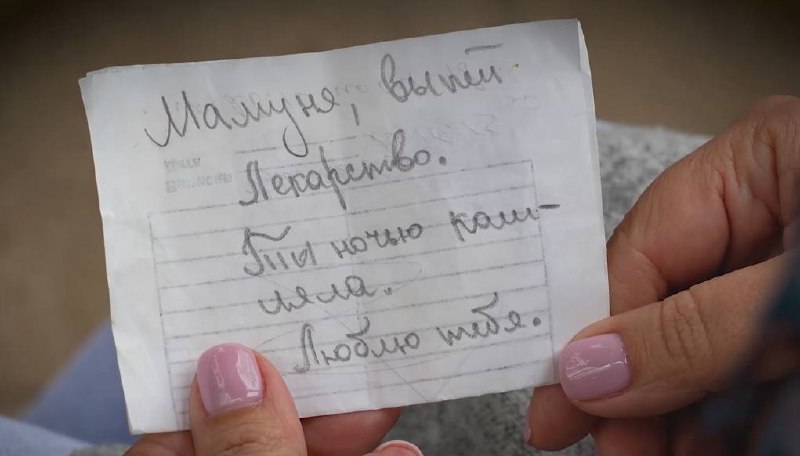 Мамуня, выпей
Лекарство.
Ты ночью каш-
ляла.
Люблю тебя.